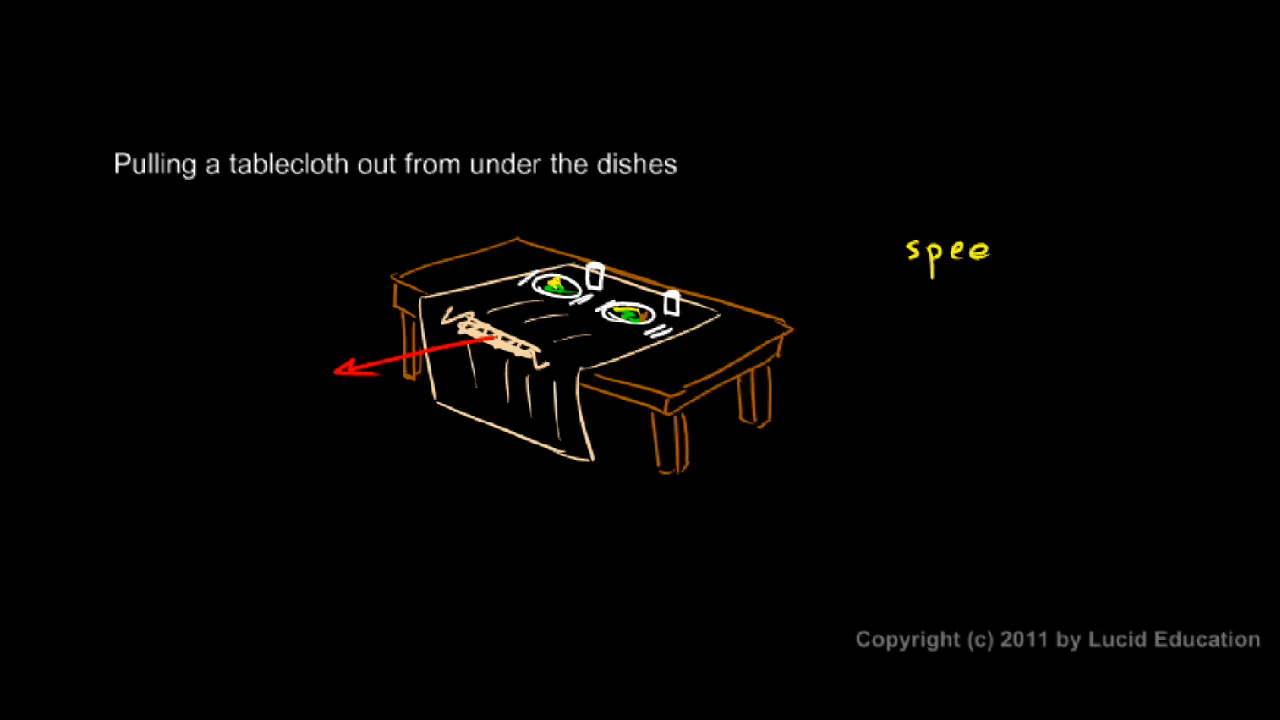 Pulling a tablecloth out from under the dishes
spee
Copyright (c) 2011 by Lucid Education